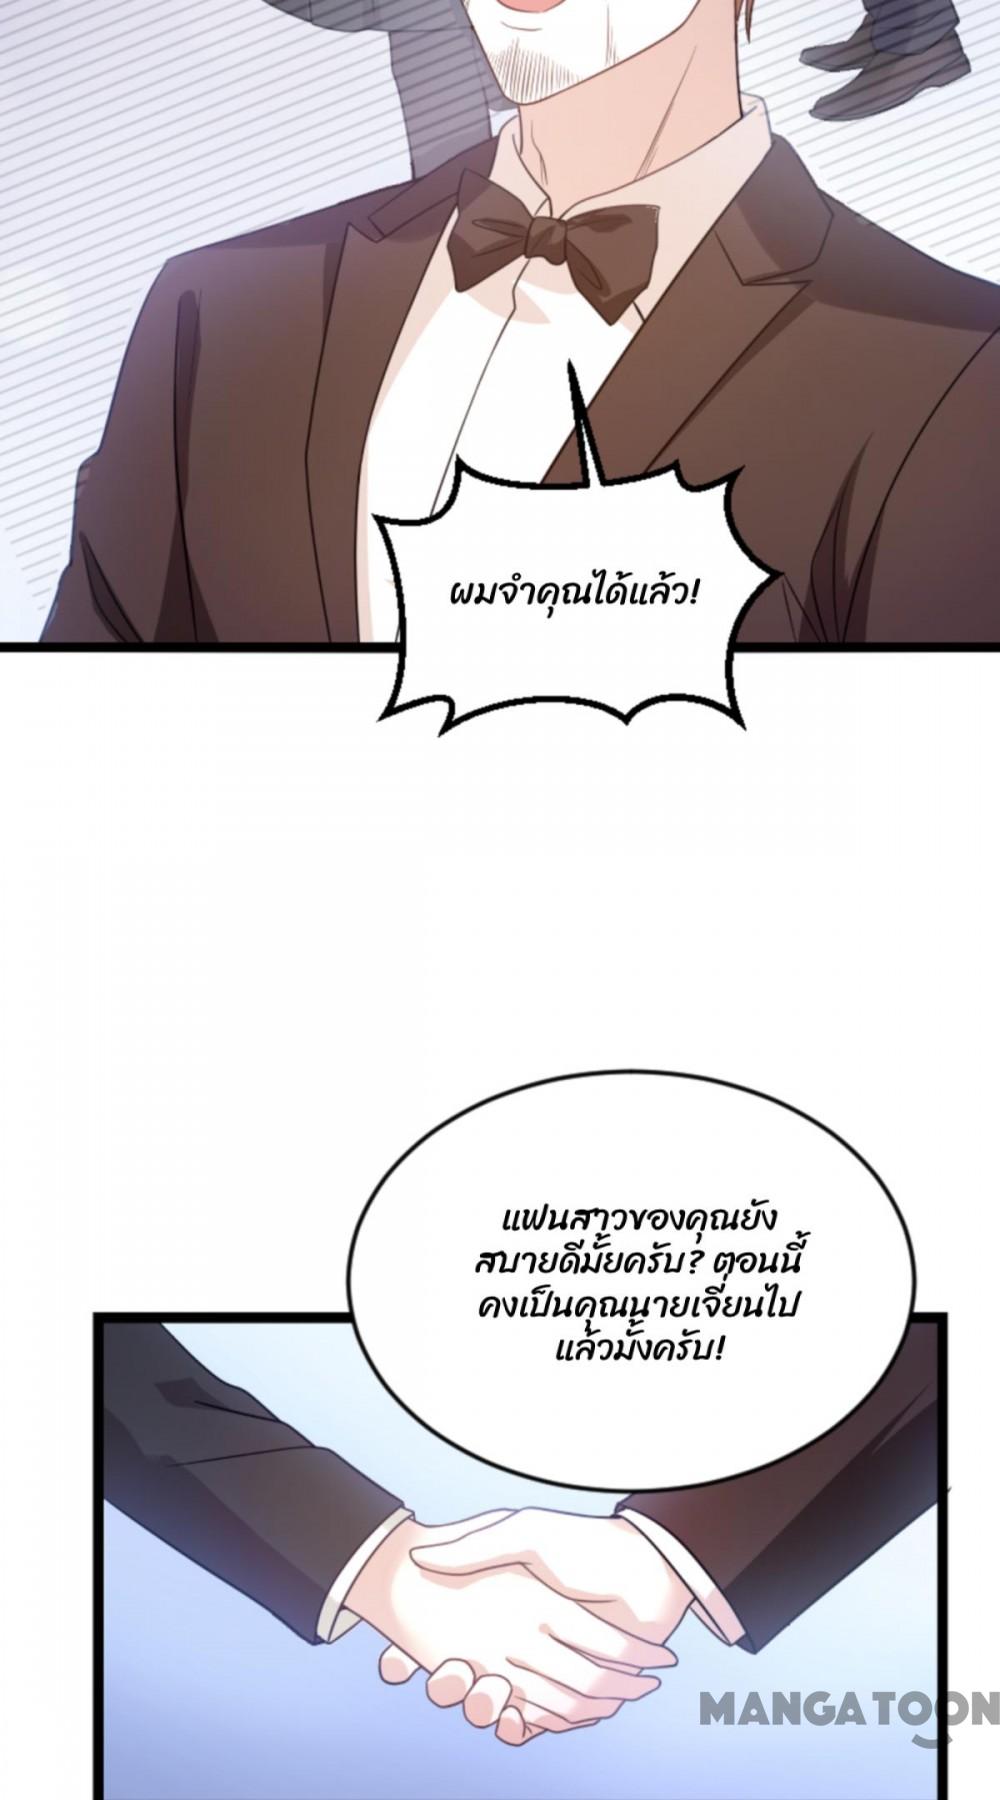 ผมจำคุณได้แล้ว!
แฟนสาวของคุณยัง
สบายดีมั้ยครับ? ตอนนี้
คงเป็นคุณนายเจี่ยนไป
แล้วมั้งครับ!
MANGATOON